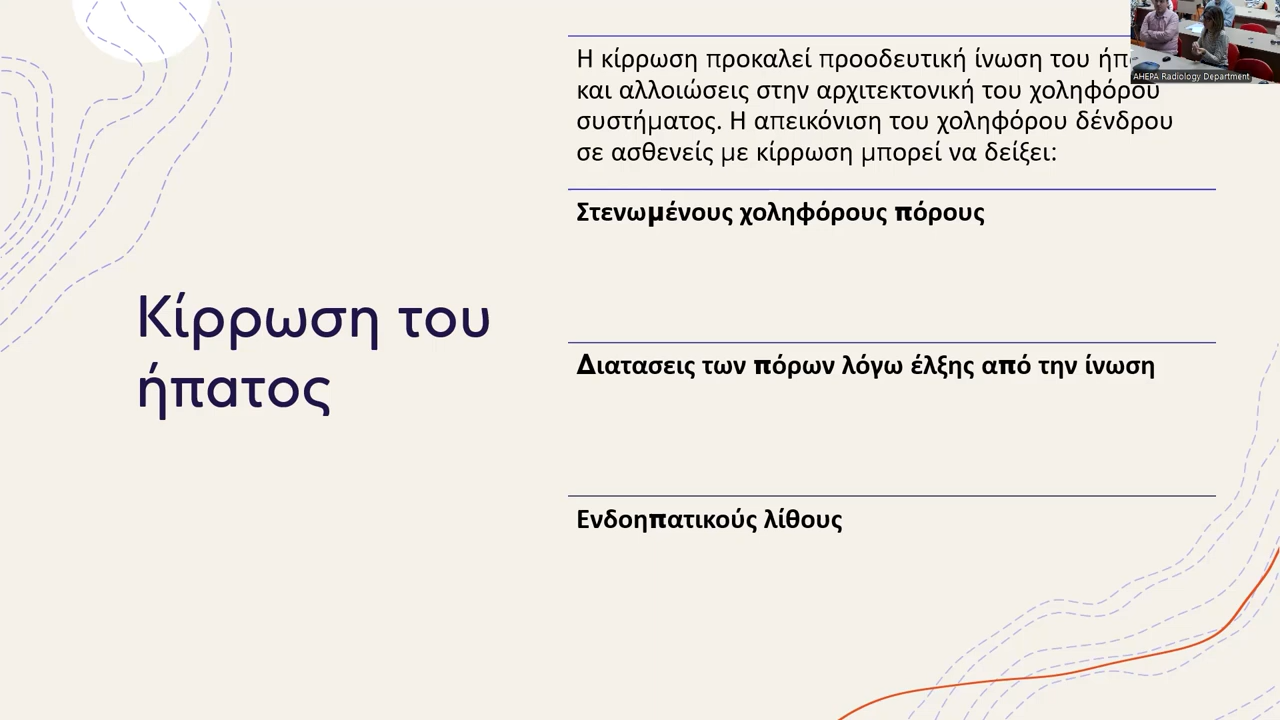 Η κίρρωση προκαλεί προοδευτική ίνωση του
και αλλοιώσεις στην αρχιτεκτονική του χοληφόρου
συστήματος. Η απεικόνιση του χοληφόρου δένδρου
σε ασθενείς με κίρρωση μπορεί να δείξει:
Στενωμένους χοληφόρους πόρους
Κίρρωση του
ήπατος
Διατασεις των πόρων λόγω έλξης από την ίνωση
Ενδοηπατικούς λίθους
AHEPA Radiology Department